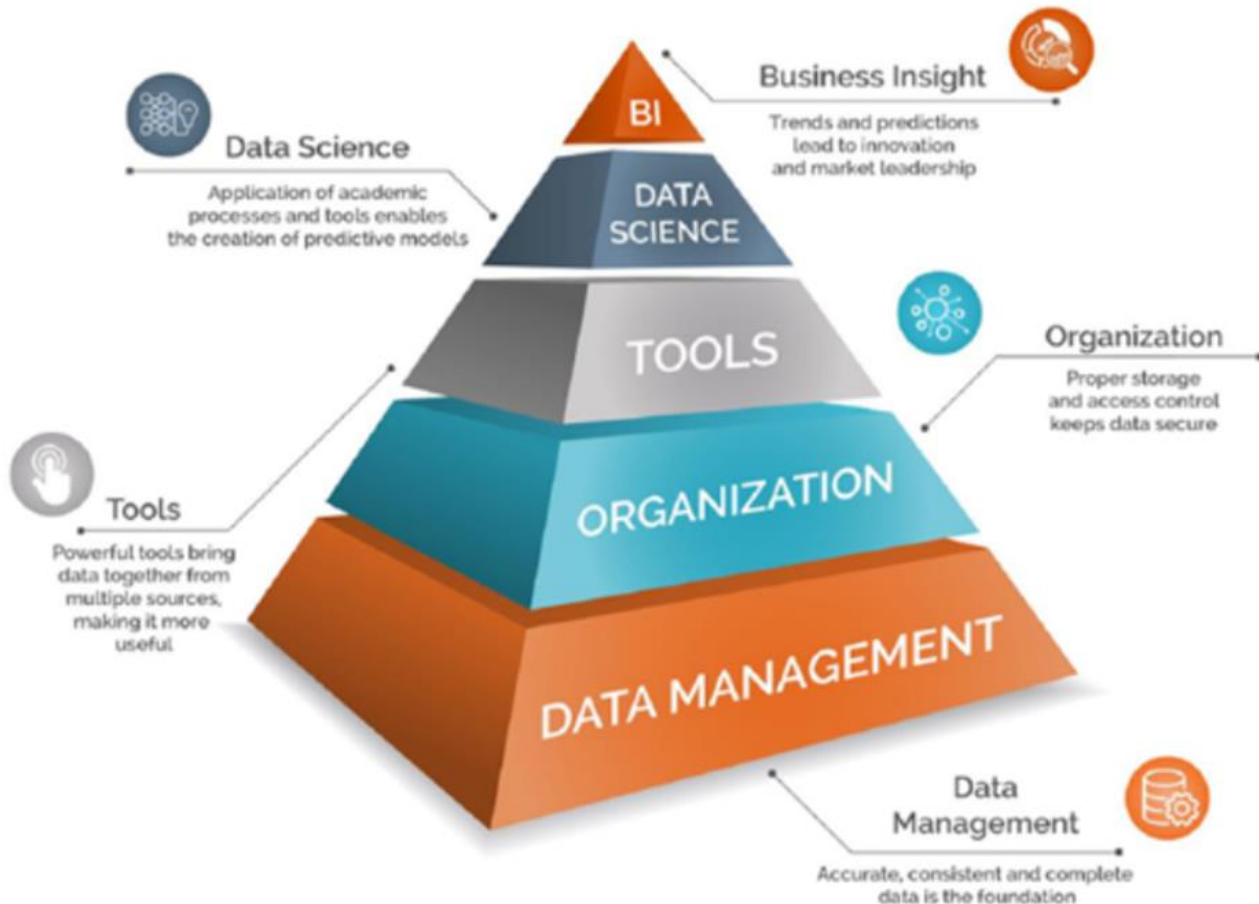 BI
Business Insight
Trends and predictions
lead to innovation
and market leadership
Data Science
Application of academic
processes and tools enables
the creation of predictive models
DATA
SCIENCE
TOOLS
Organization
Proper storage
and access control
keeps data secure
ORGANIZATION
Tools
Powerful tools bring
data together from
multiple sources,
making it more
useful
DATA MANAGEMENT
Data
Management
Accurate, consistent and complete
data is the foundation